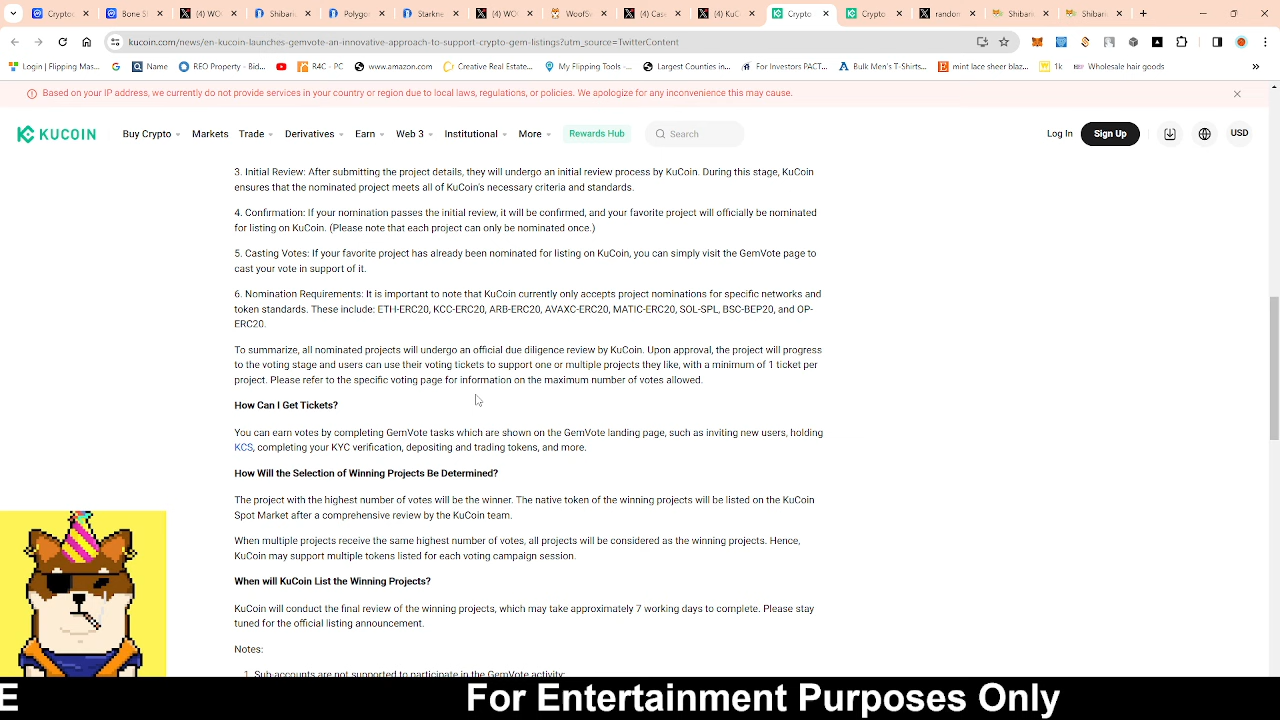 Crypto
Bone St
(4) WO
Shiban
Polyge
Starkne
(4) WO
WoofS
(4) Cas
(4) KuC
Crypto
Crypto
randon
Shiban
Shiban
kucoin.com/news/en-kucoin-launches-gemvote-and-innovative-approach-to-support-crypto-gem-listings?utm_source=TwitterContent
Login | Flipping Mas...
Name
REO Property - Bid...
R4C - PC
www.amazon.com
Creative Real Estat...
My Flipping Tools -...
Largest Counties in...
For Investors PACT...
Bulk Men's T-Shirts...
mint lace sheer blaz...
1k
Wholesale hair goods
Based on your IP address, we currently do not provide services in your country or region due to local laws, regulations, or policies. We apologize for any inconvenience this may cause.
KUCOIN
Buy Crypto
Markets
Trade
Derivatives
Earn
Web 3
Institutional
More
Rewards Hub
Search
Log In
Sign Up
USD
3. Initial Review: After submitting the project details, they will undergo an initial review process by KuCoin. During this stage, KuCoin
ensures that the nominated project meets all of KuCoin's necessary criteria and standards.
4. Confirmation: If your nomination passes the initial review, it will be confirmed, and your favorite project will officially be nominated
for listing on KuCoin. (Please note that each project can only be nominated once.)
5. Casting Votes: If your favorite project has already been nominated for listing on KuCoin, you can simply visit the GemVote page to
cast your vote in support of it.
6. Nomination Requirements: It is important to note that KuCoin currently only accepts project nominations for specific networks and
token standards. These include: ETH-ERC20, KCC-ERC20, ARB-ERC20, AVAXC-ERC20, MATIC-ERC20, SOL-SPL, BSC-BEP20, and OP-
ERC20.
To summarize, all nominated projects will undergo an official due diligence review by KuCoin. Upon approval, the project will progress
to the voting stage and users can use their voting tickets to support one or multiple projects they like, with a minimum of 1 ticket per
project. Please refer to the specific voting page for information on the maximum number of votes allowed.
How Can I Get Tickets?
You can earn votes by completing GemVote tasks which are shown on the GemVote landing page, such as inviting new users, holding
KCS, completing your KYC verification, depositing and trading tokens, and more.
How Will the Selection of Winning Projects Be Determined?
The project with the highest number of votes will be the winner. The native token of the winning projects will be listed on the KuCoin
Spot Market after a comprehensive review by the KuCoin team.
When multiple projects receive the same highest number of votes, all projects will be considered as the winning projects. Hence,
KuCoin may support multiple tokens listed for each voting campaign session.
When will KuCoin List the Winning Projects?
KuCoin will conduct the final review of the winning projects, which may take approximately 7 working days to complete. Please stay
tuned for the official listing announcement.
Notes:
1. Sub-accounts are not supported to participate in the GemVote activity;
E
For Entertainment Purposes Only